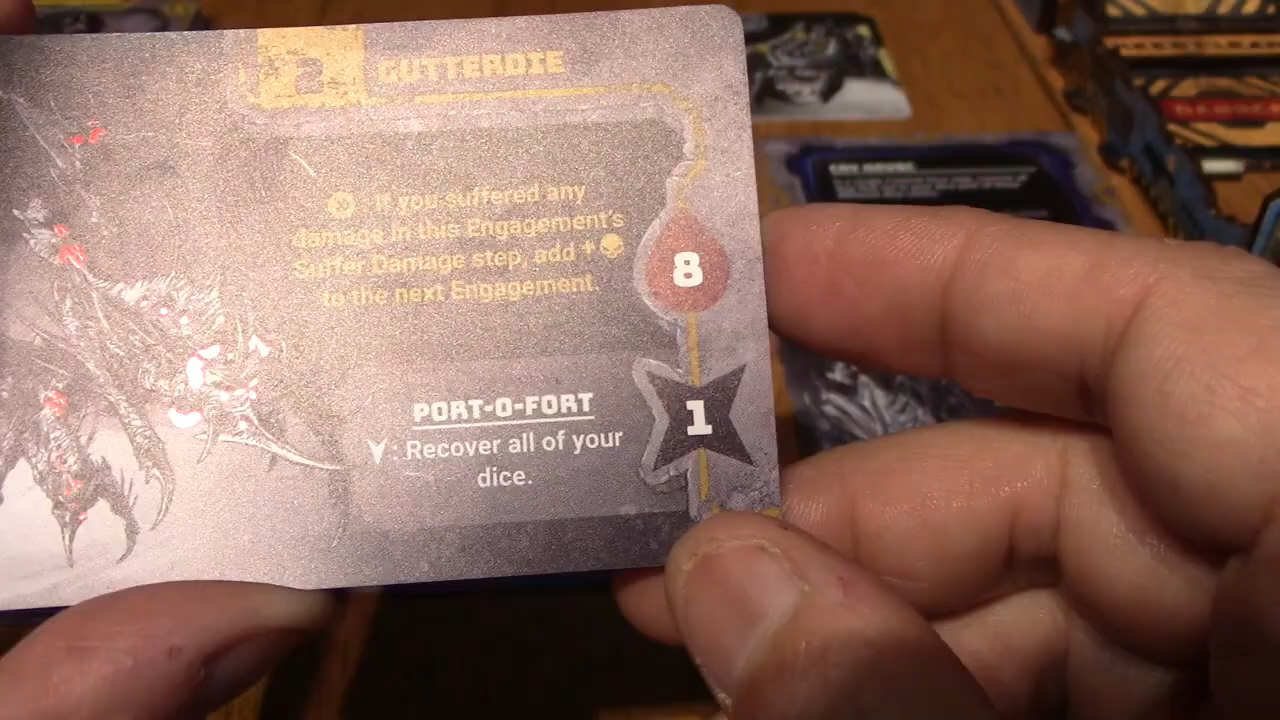 2 GUTTERDIE
: If you suffered any
damage in this Engagement's
Suffer Damage step, add +
to the next Engagement.
8
PORT-O-FORT
: Recover all of your
dice.
1